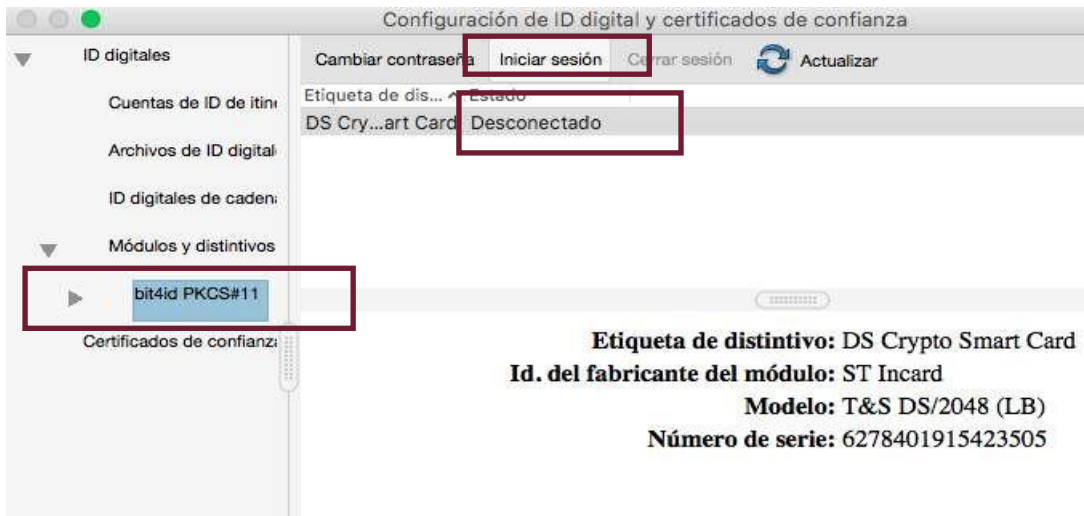 Configuración de ID digital y certificados de confianza
ID digitales
Cuentas de ID de itin
Archivos de ID digital
ID digitales de caden
Módulos y distintivos
bit4id PKCS#11
Certificados de confianz
Cambiar contraseña Iniciar sesión Cerrar sesión Actualizar
Etiqueta de dis... Estado
DS Cry...art Card Desconectado
Etiqueta de distintivo: DS Crypto Smart Card
Id. del fabricante del módulo: ST Incard
Modelo: T&S DS/2048 (LB)
Número de serie: 6278401915423505